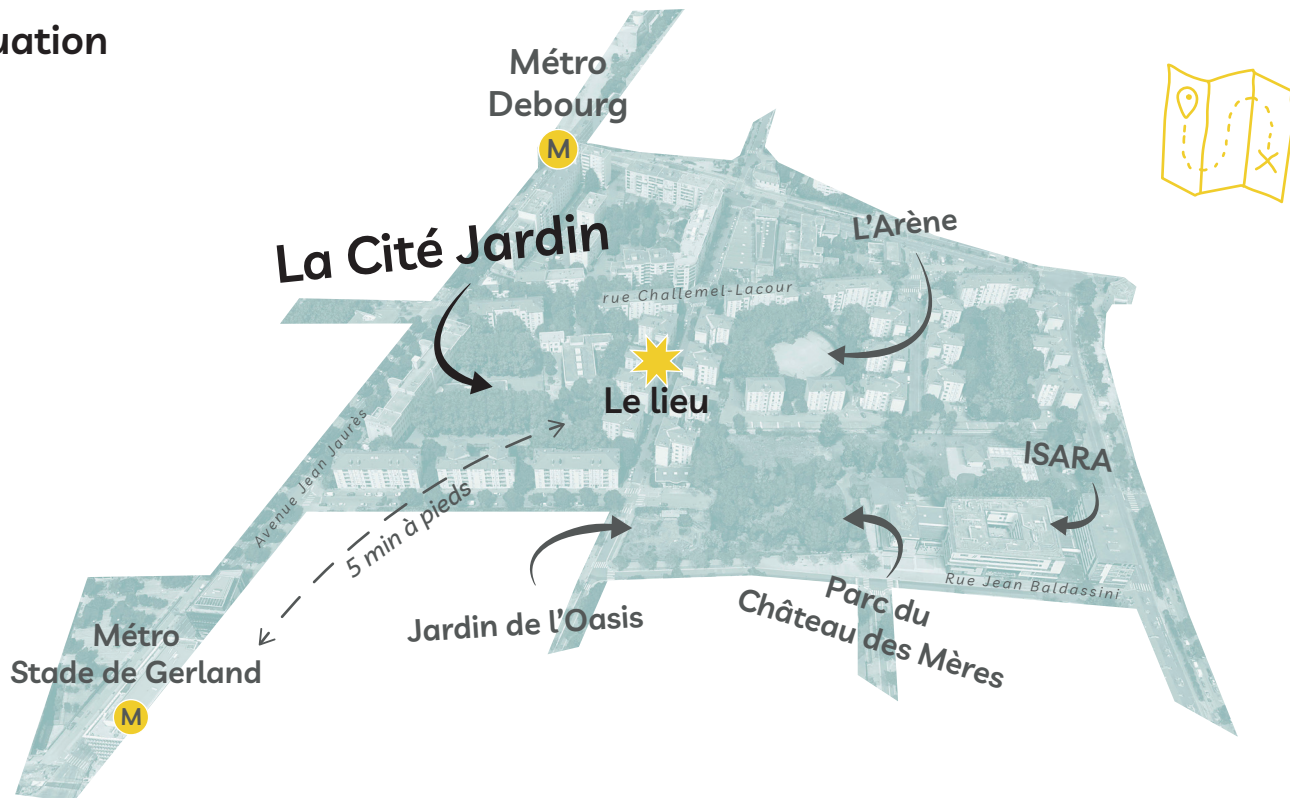 uation
Métro
Debourg
M
La Cité Jardin
L'Arène
rue Challemel-Lacour
Le lieu
Avenue Jean Jaurès
ISARA
5 min à pieds
Rue Jean Baldassini
Jardin de l'Oasis
Parc du
Château des Mères
Métro
Stade de Gerland
M